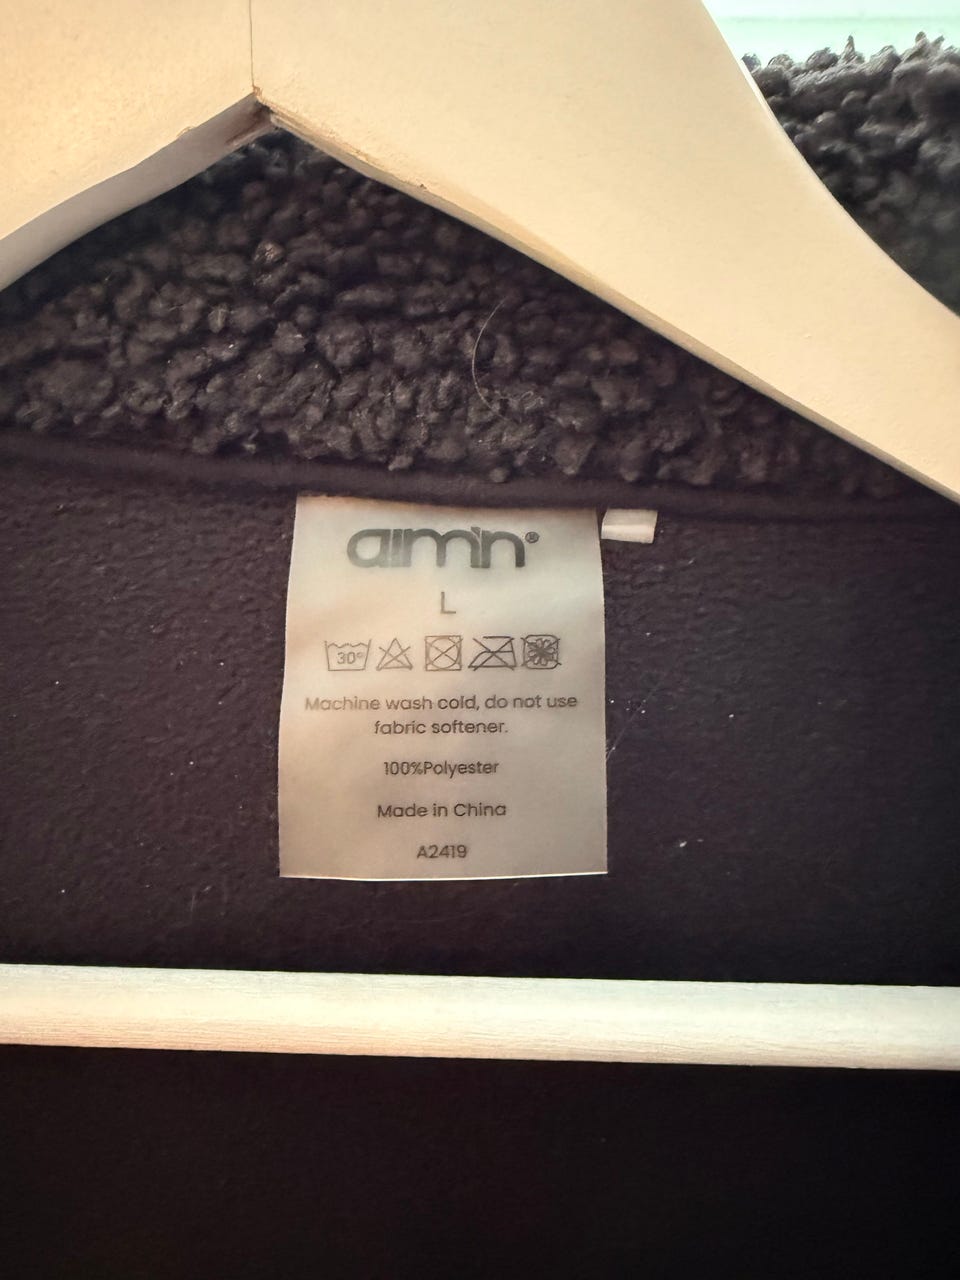 aim'n®
L
30°
Machine wash cold, do not use
fabric softener.
100%Polyester
Made in China
A2419